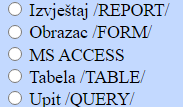 Izvještaj /REPORT/
Obrazac /FORM/
MS ACCESS
Tabela /TABLE/
Upit /QUERY/